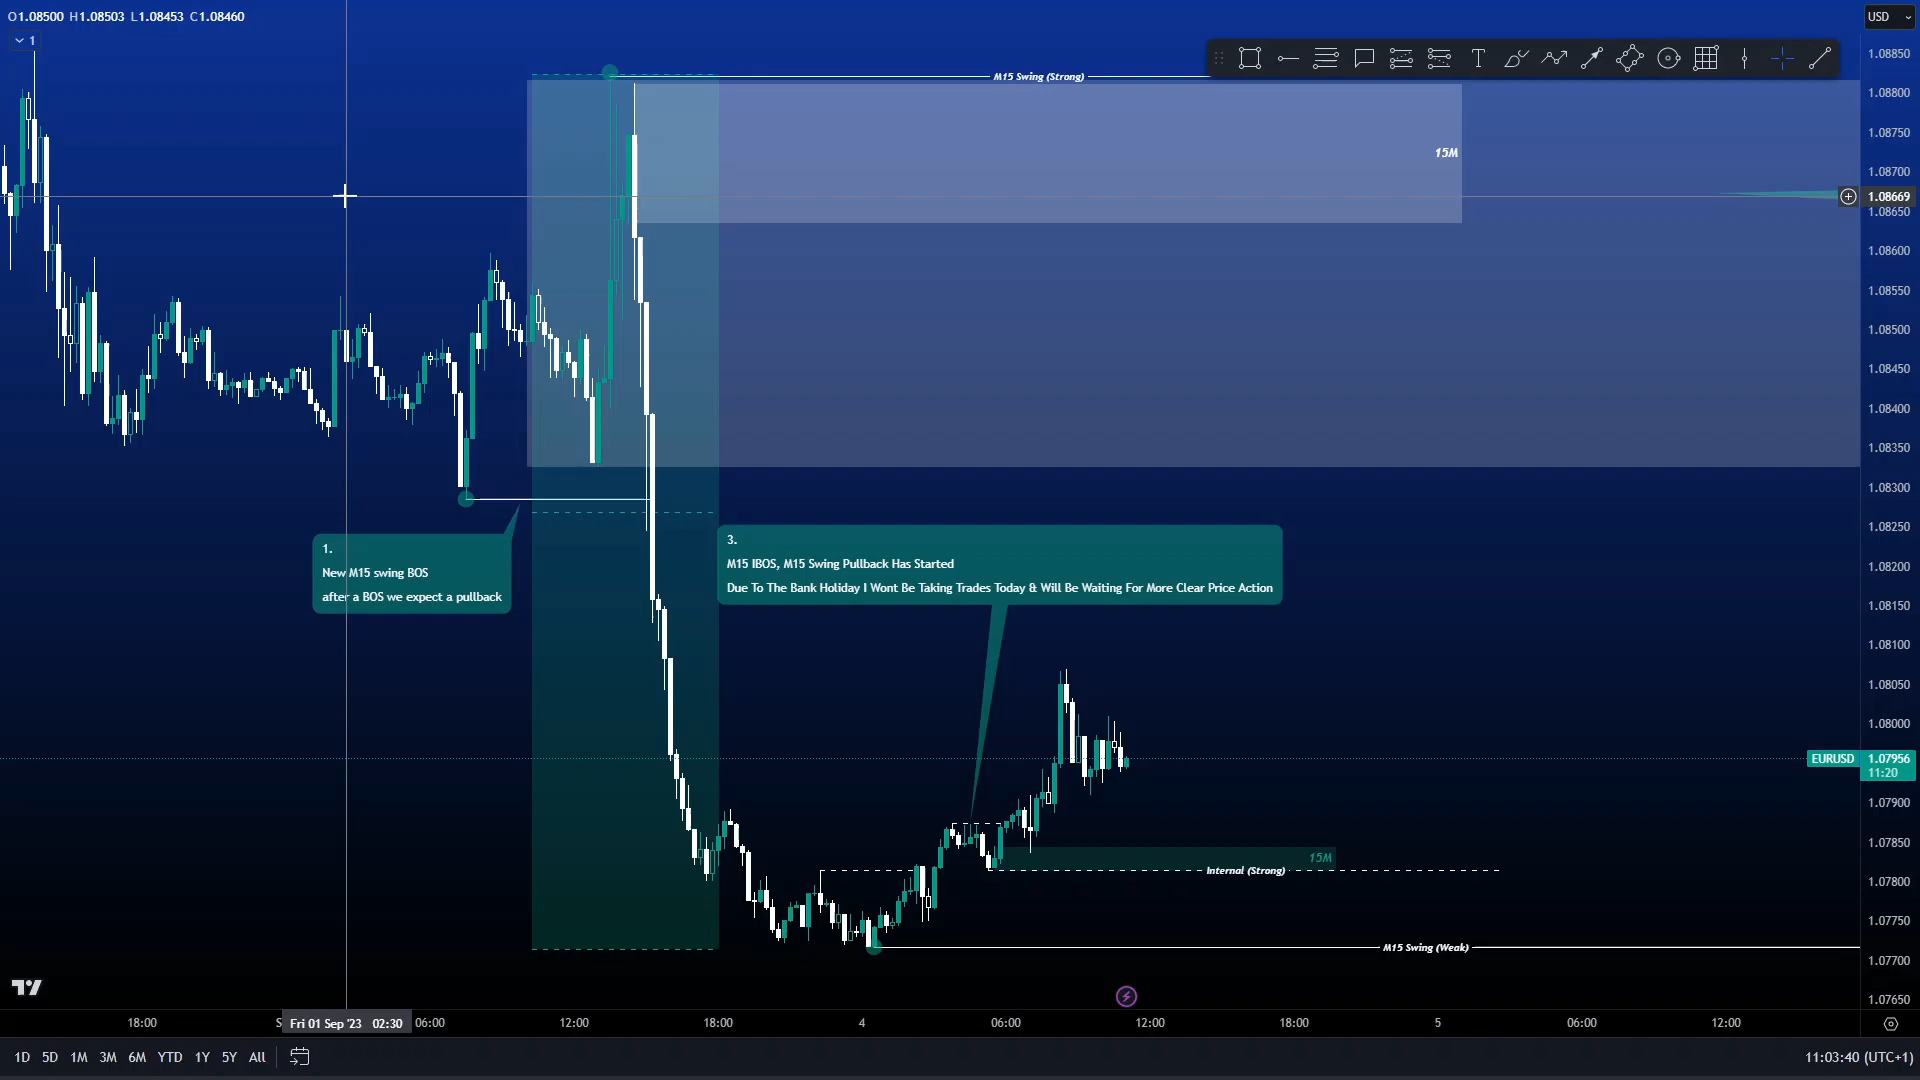 O1.08500 H1.08503 L1.08453 C1.08460
1
USD
M15 Swing (Strong)
15M
1.08850
1.08800
1.08750
1.08700
1.08669
1.08650
1.08600
1.08550
1.08500
1.08450
1.08400
1.08350
1.08300
1.08250
1.08200
1.08150
1.08100
1.08050
1.08000
EURUSD 1.07956
11:20
1.07900
1.07850
1.07800
1.07750
1.07700
1.07650
1.
New M15 swing BOS
after a BOS we expect a pullback
3.
M15 IBOS, M15 Swing Pullback Has Started
Due To The Bank Holiday I Wont Be Taking Trades Today & Will Be Waiting For More Clear Price Action
15M
Internal (Strong)
M15 Swing (Weak)
18:00 S Fri 01 Sep '23 02:30 06:00 12:00 18:00 4 06:00 12:00 18:00 5 06:00 12:00
1D 5D 1M 3M 6M YTD 1Y 5Y All
11:03:40 (UTC+1)